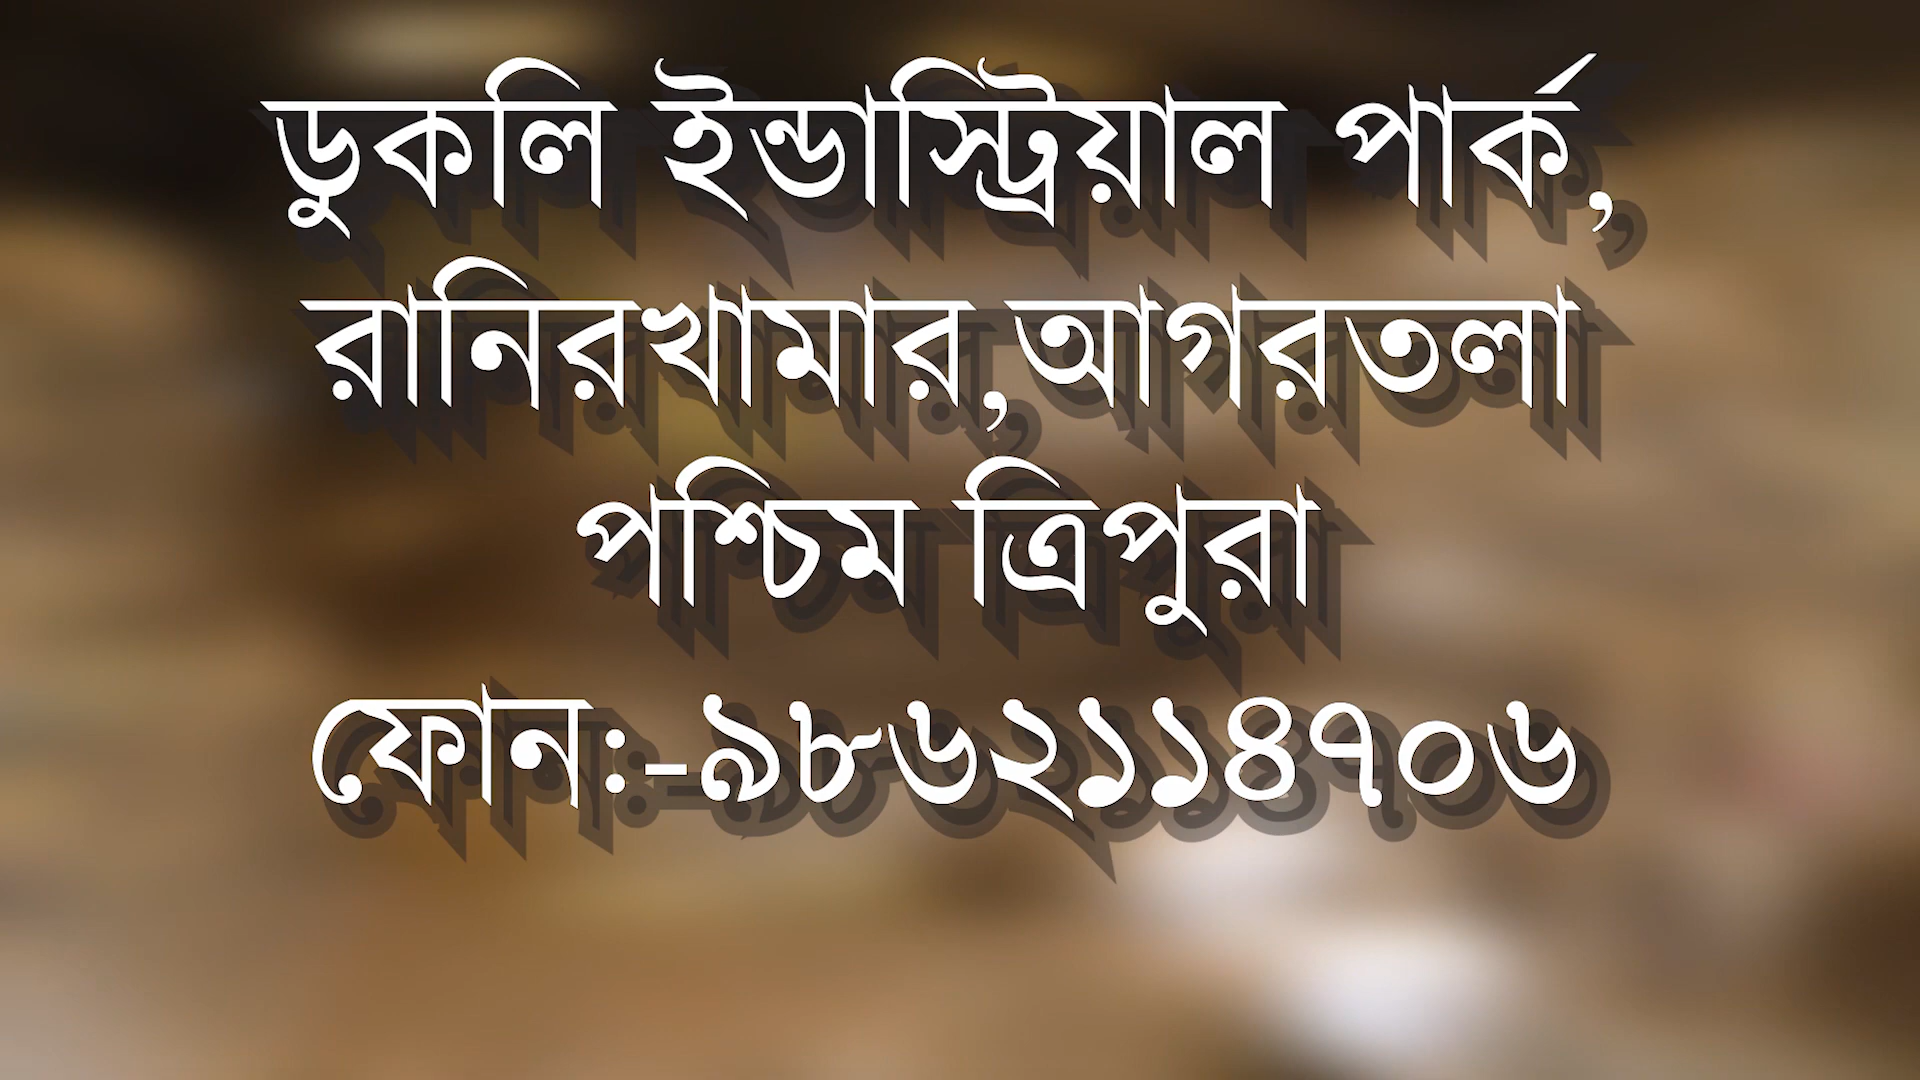 ডুকলি ইন্ডাস্ট্রিয়াল পার্ক,
রানিরখামার,আগরতলা
পশ্চিম ত্রিপুরা
ফোন:-৯৮৬২১১৪৭০৬